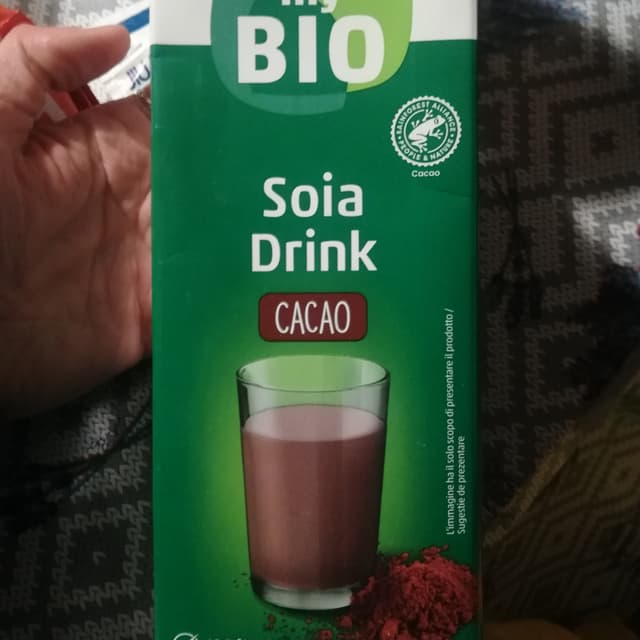 my
BIO
RAINFOREST ALLIANCE
PEOPLE & NATURE
Cacao
Soia
Drink
CACAO
L'immagine ha il solo scopo di presentare il prodotto /
Sugestie de prezentare